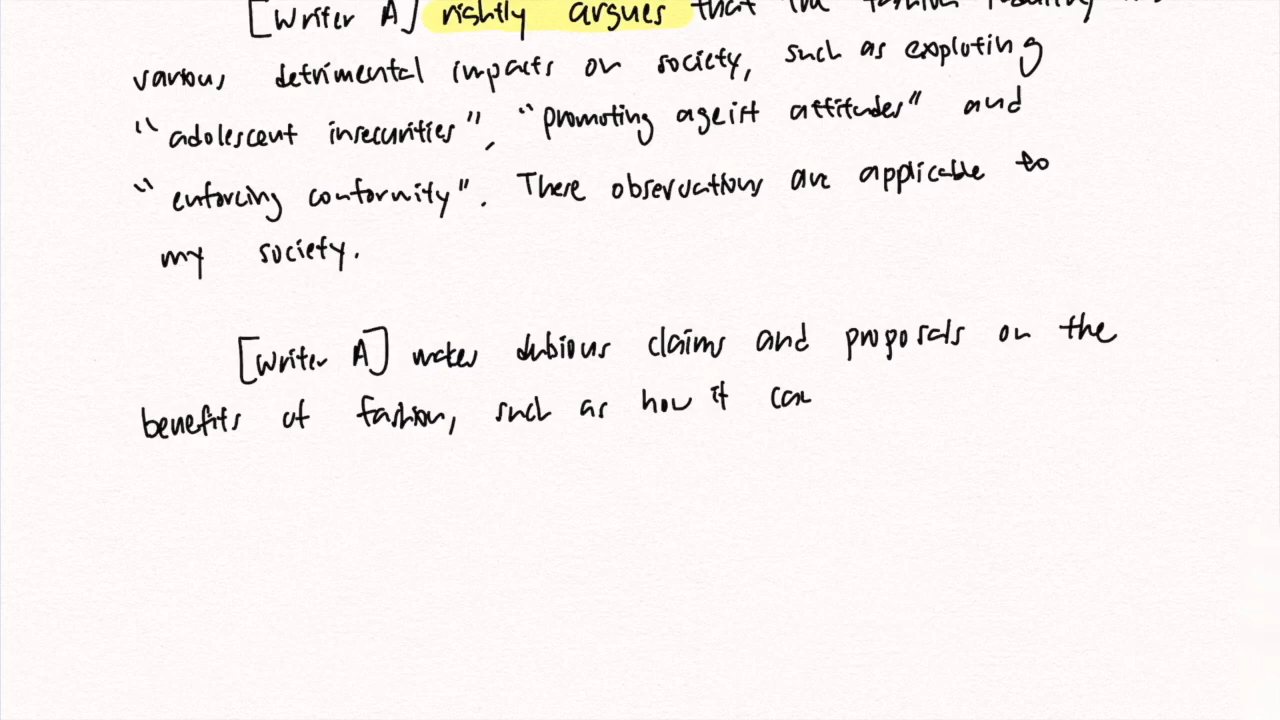 [Writer A] rightly argues that the fashion
various detrimental impacts on society, such as exploiting
"adolescent insecurities", "promoting ageist attitudes" and
"enforcing conformity". These observations are applicable to
my society.
[Writer A] makes dubious claims and proposals on the
benefits of fashion, such as how it can